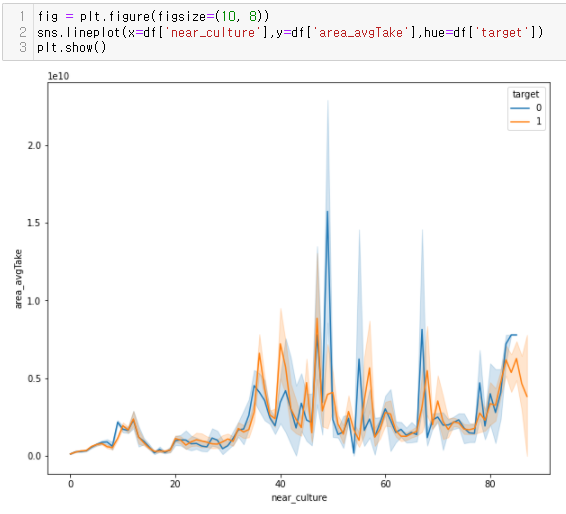 1 fig = plt.figure(figsize=(10, 8))
2 sns.lineplot(x=df['near_culture'],y=df['area_avgTake'],hue=df['target'])
3 plt.show()
1e10
target
0
1
2.0
1.5
1.0
0.5
0.0
area_avgTake
0 20 40 60 80
near_culture